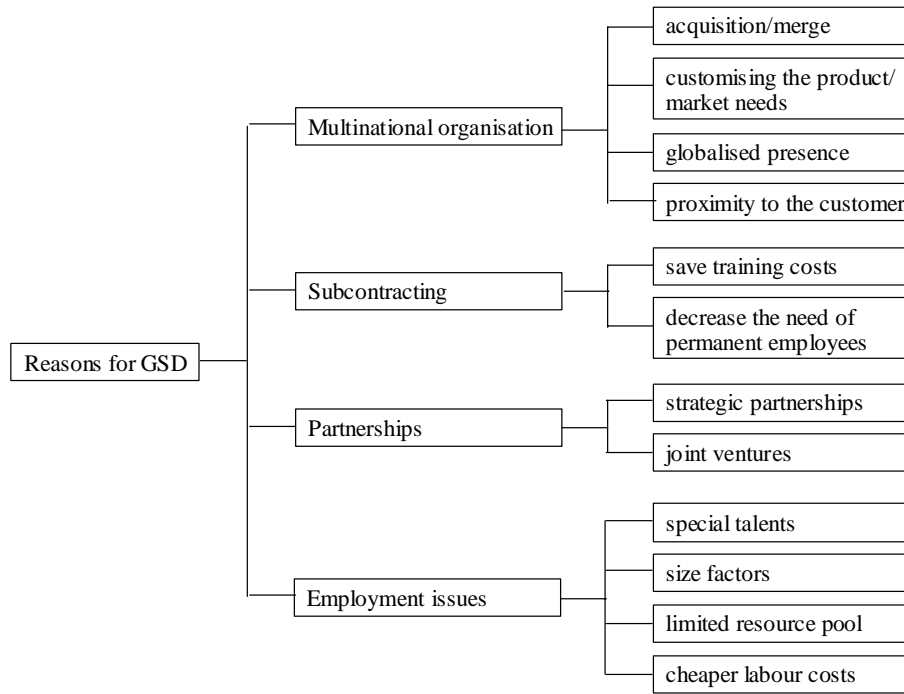 Reasons for GSD
Multinational organisation
acquisition/merge
customising the product/
market needs
globalised presence
proximity to the customer
Subcontracting
save training costs
decrease the need of
permanent employees
Partnerships
strategic partnerships
joint ventures
Employment issues
special talents
size factors
limited resource pool
cheaper labour costs